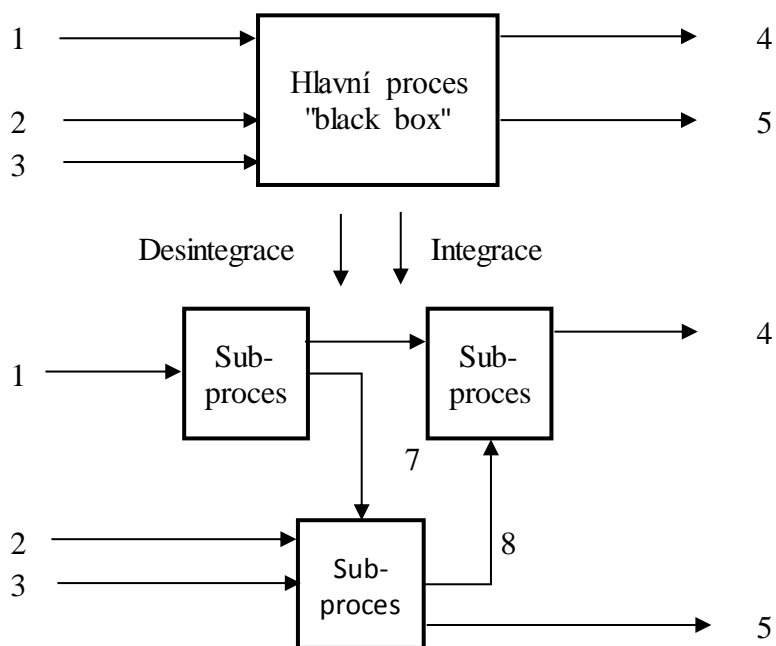 1
4
Hlavní proces
"black box"
2
5
3
Desintegrace
Integrace
4
Sub-
proces
Sub-
proces
1
7
2
8
3
Sub-
proces
5